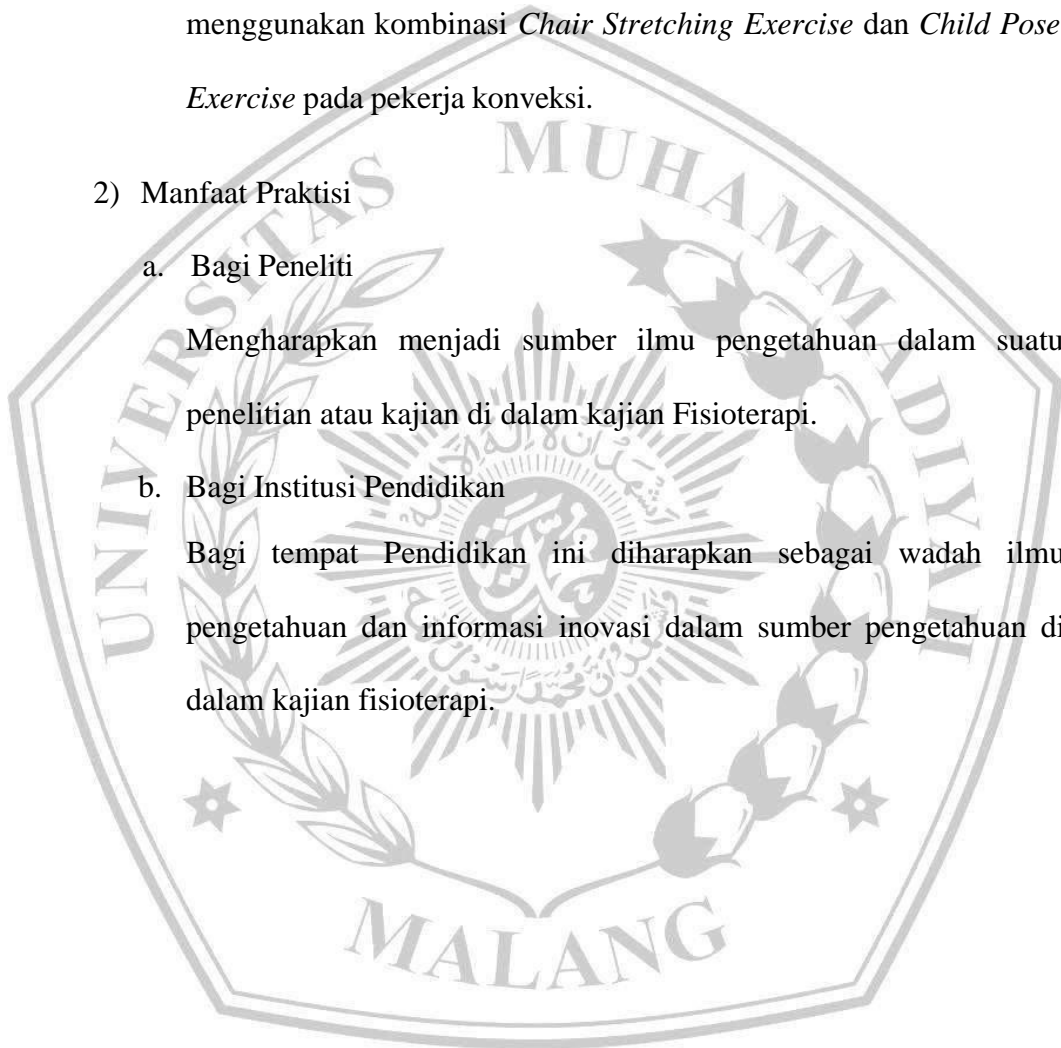 menggunakan kombinasi Chair Stretching Exercise dan Child Pose
Exercise pada pekerja konveksi.
2) Manfaat Praktisi
a. Bagi Peneliti
Mengharapkan menjadi sumber ilmu pengetahuan dalam suatu
penelitian atau kajian di dalam kajian Fisioterapi.
b. Bagi Institusi Pendidikan
Bagi tempat Pendidikan ini diharapkan sebagai wadah ilmu
pengetahuan dan informasi inovasi dalam sumber pengetahuan di
dalam kajian fisioterapi.
UNIVERSITAS MUHAMMADIYAH
MALANG